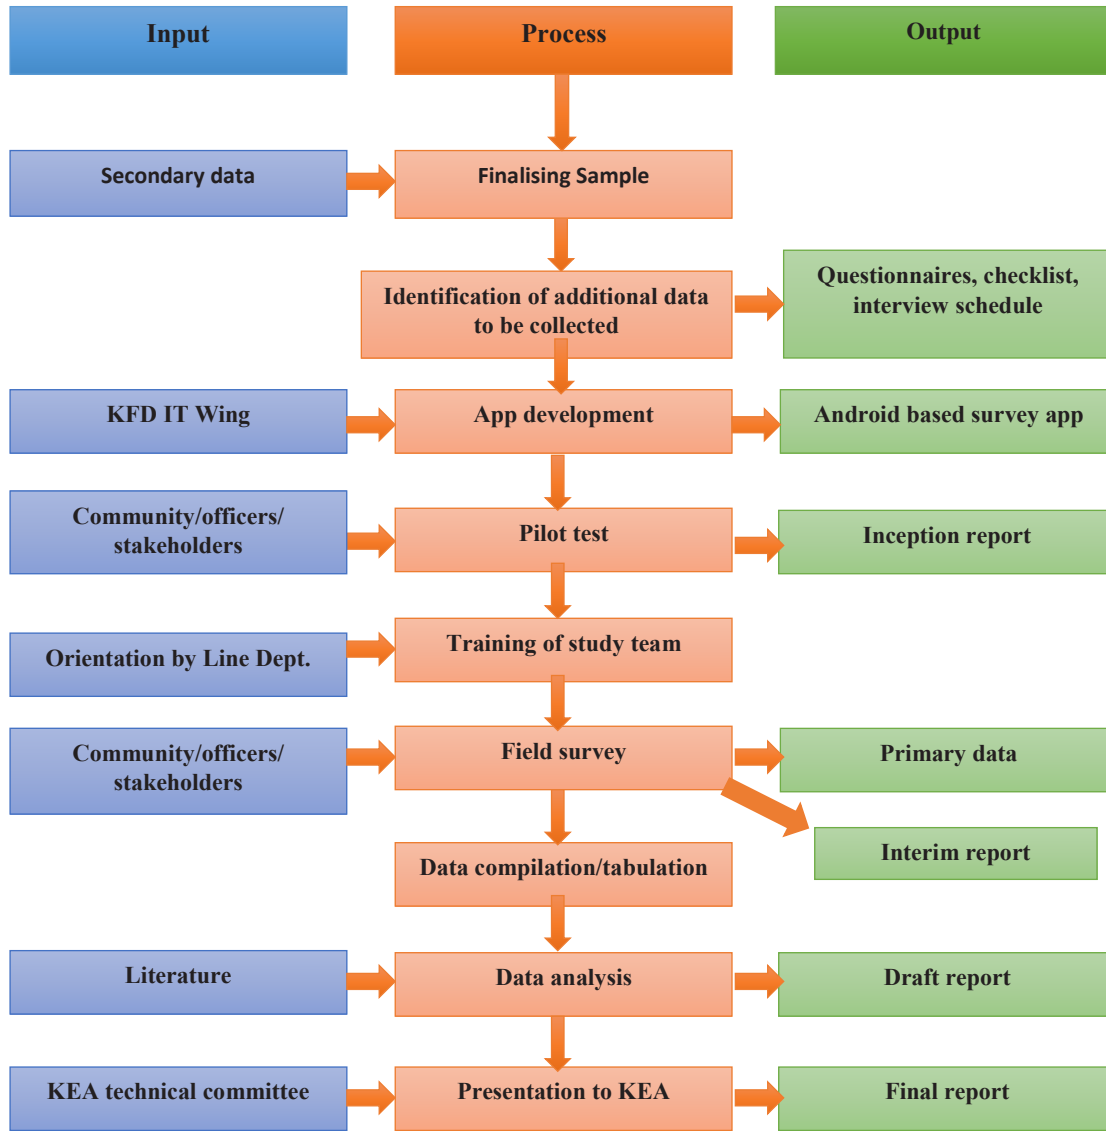 Input
Process
Output
Secondary data
Finalising Sample
Identification of additional data
to be collected
Questionnaires, checklist,
interview schedule
KFD IT Wing
App development
Android based survey app
Community/officers/
stakeholders
Pilot test
Inception report
Orientation by Line Dept.
Training of study team
Community/officers/
stakeholders
Field survey
Primary data
Interim report
Data compilation/tabulation
Literature
Data analysis
Draft report
KEA technical committee
Presentation to KEA
Final report